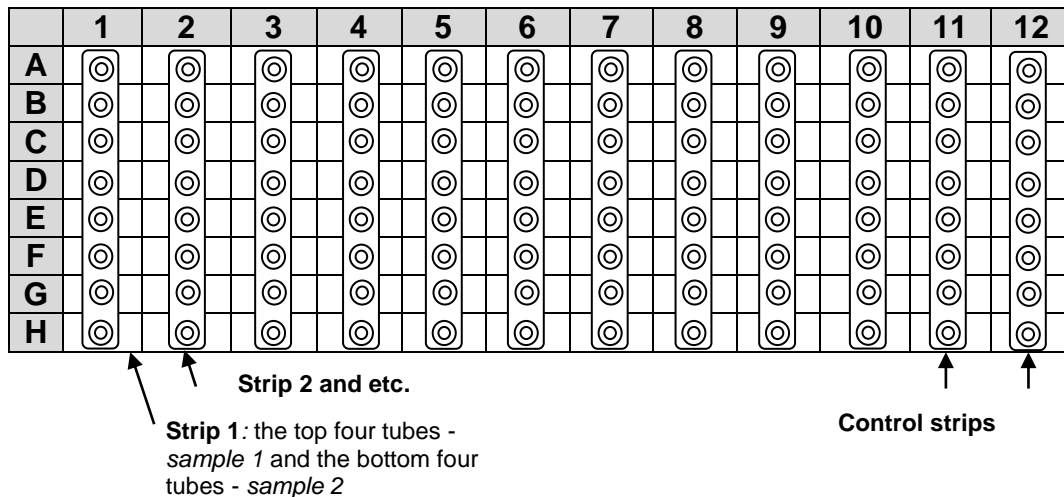 1 2 3 4 5 6 7 8 9 10 11 12
A
B
C
D
E
F
G
H
Strip 2 and etc.
Control strips
Strip 1: the top four tubes -
sample 1 and the bottom four
tubes - sample 2